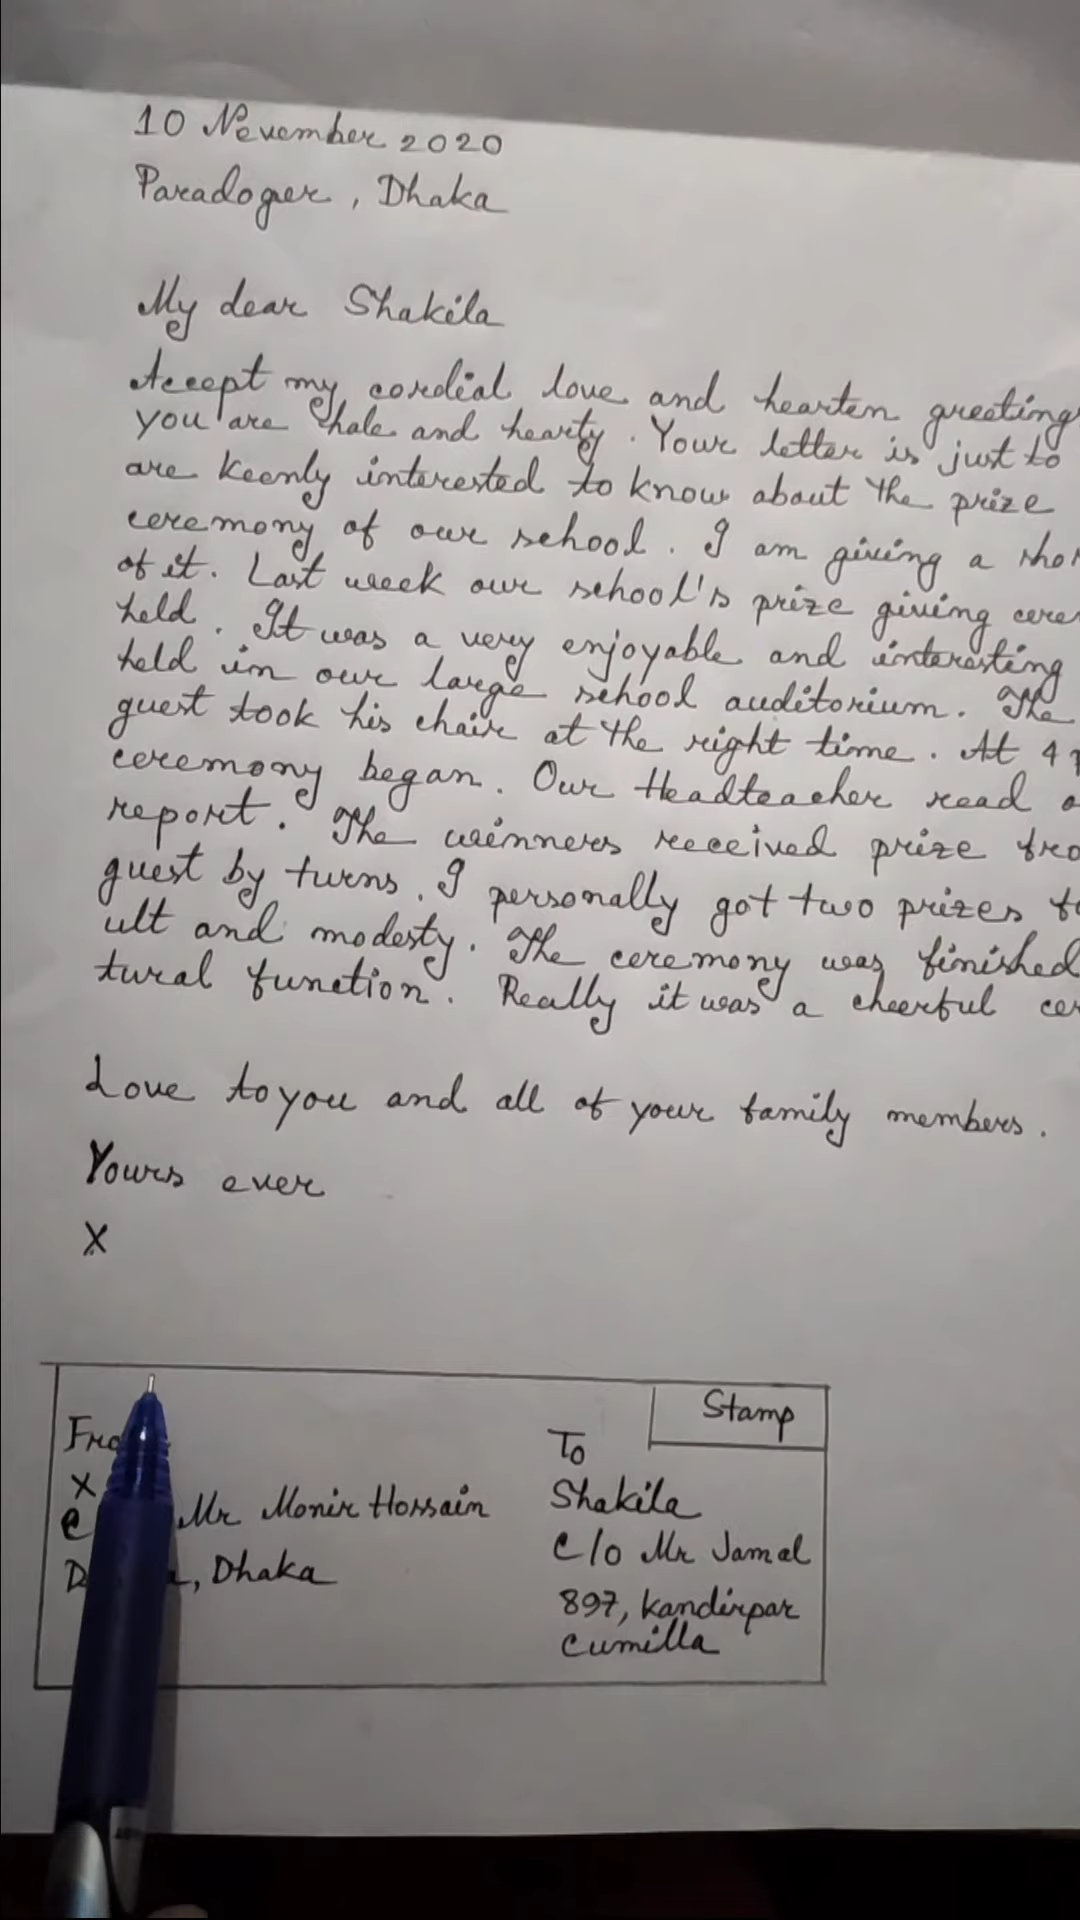 10 November 2020
Paradoger, Dhaka
My dear Shakila
Accept my cordial love and hearten greetings
you are hale and hearty. Your letter is just to
are keenly interested to know about the prize
ceremony of our school. I am giving a
of it. Last week our school's prize giving
held. It was a very enjoyable and interesting
held in our large school auditorium. The
guest took his chair at the right time. At 4
ceremony began. Our Headteacher read
report. The winners received prize
guest by turns. I personally got two prizes
ult and modesty. The ceremony was finished
tural function. Really it was a cheerful
Love to you and all of your family members.
Yours ever
X
Stamp
X
Mr Monir Hossain
Dhaka
To
Shakila
C/o Mr Jamal
897, Kandirpar
Cumilla